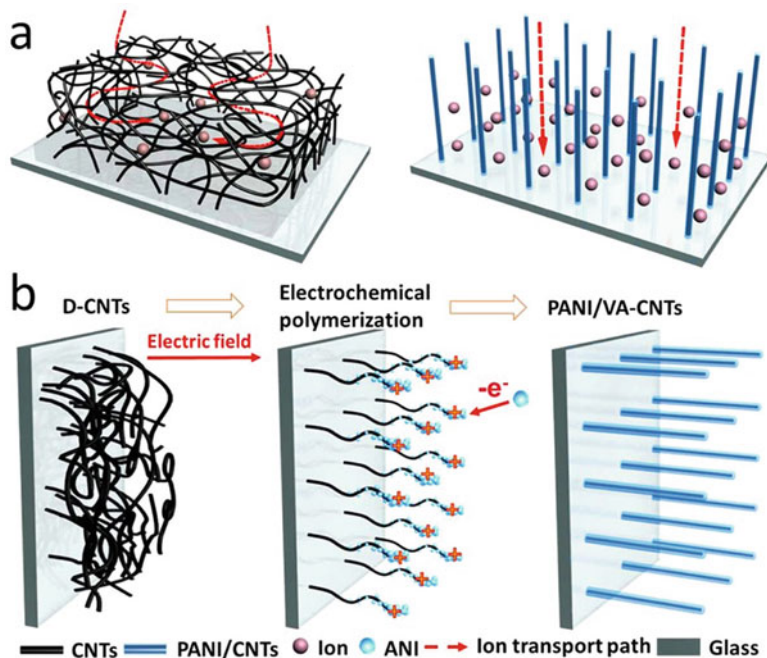 a
b
D-CNTs
Electrochemical
polymerization
PANI/VA-CNTs
Electric field
-e⁻
CNTs PANI/CNTs Ion ANI Ion transport path Glass